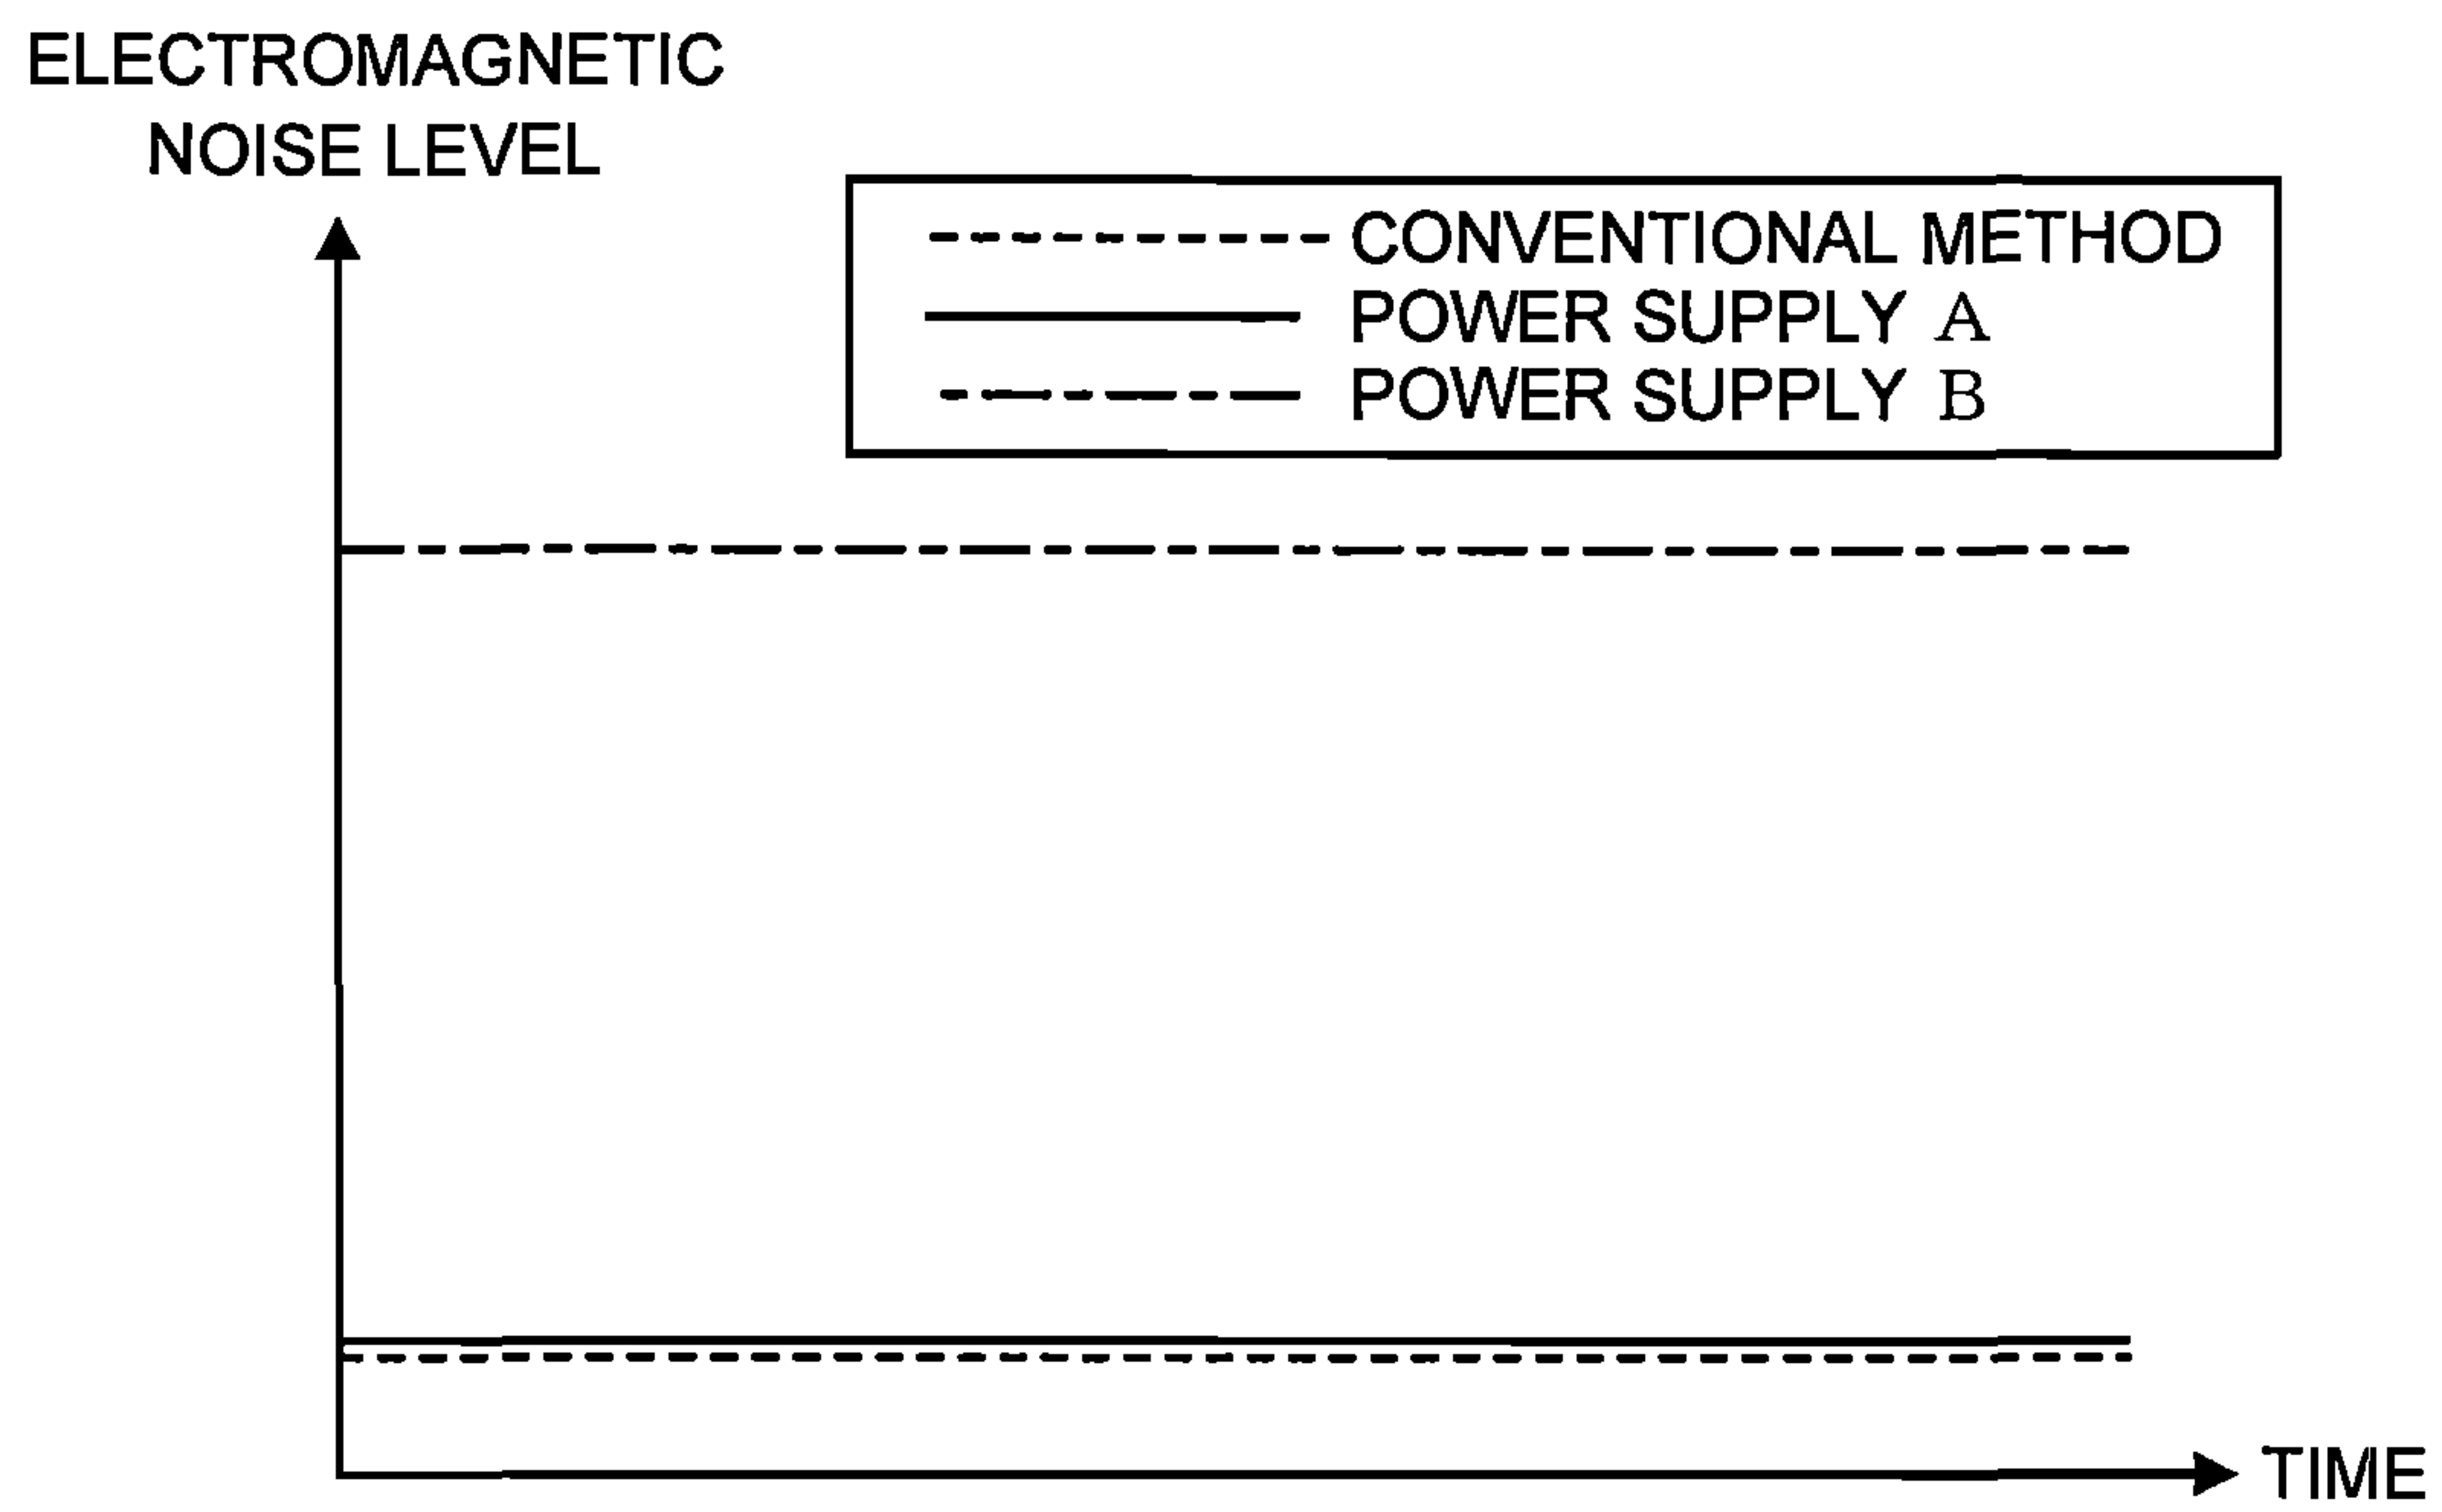 ELECTROMAGNETIC
NOISE LEVEL
CONVENTIONAL METHOD
POWER SUPPLY A
POWER SUPPLY B
TIME